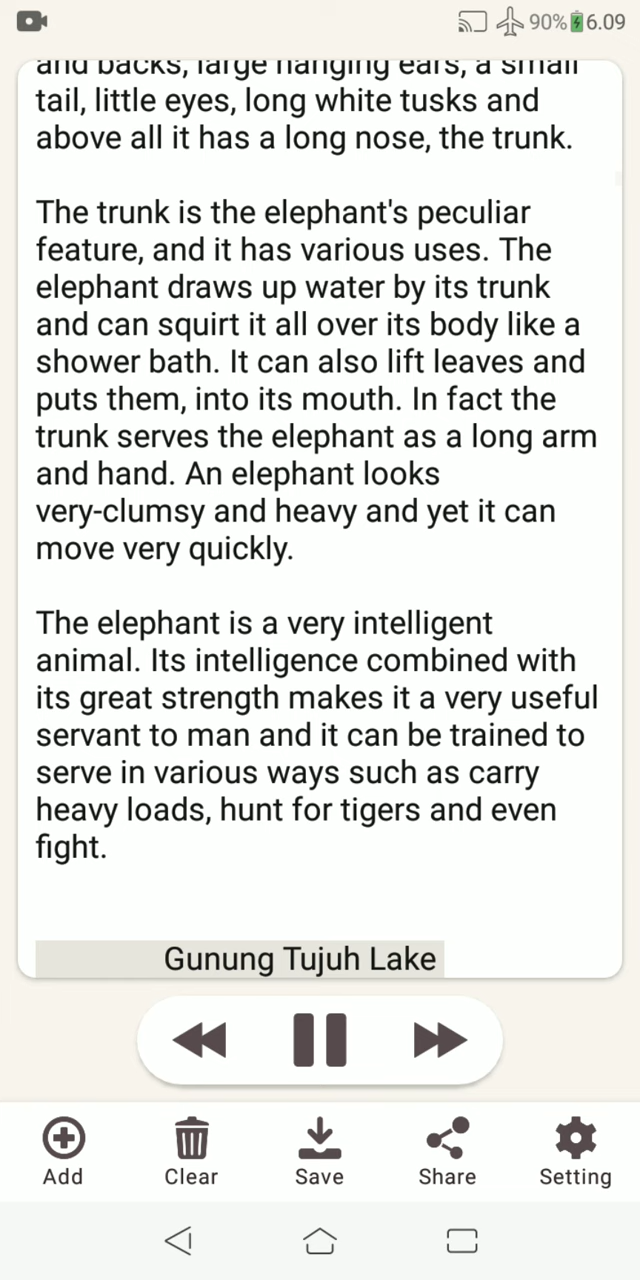 90% 6.09
and backs, large hanging ears, a small
tail, little eyes, long white tusks and
above all it has a long nose, the trunk.
The trunk is the elephant's peculiar
feature, and it has various uses. The
elephant draws up water by its trunk
and can squirt it all over its body like a
shower bath. It can also lift leaves and
puts them, into its mouth. In fact the
trunk serves the elephant as a long arm
and hand. An elephant looks
very-clumsy and heavy and yet it can
move very quickly.
The elephant is a very intelligent
animal. Its intelligence combined with
its great strength makes it a very useful
servant to man and it can be trained to
serve in various ways such as carry
heavy loads, hunt for tigers and even
fight.
Gunung Tujuh Lake
Add Clear Save Share Setting